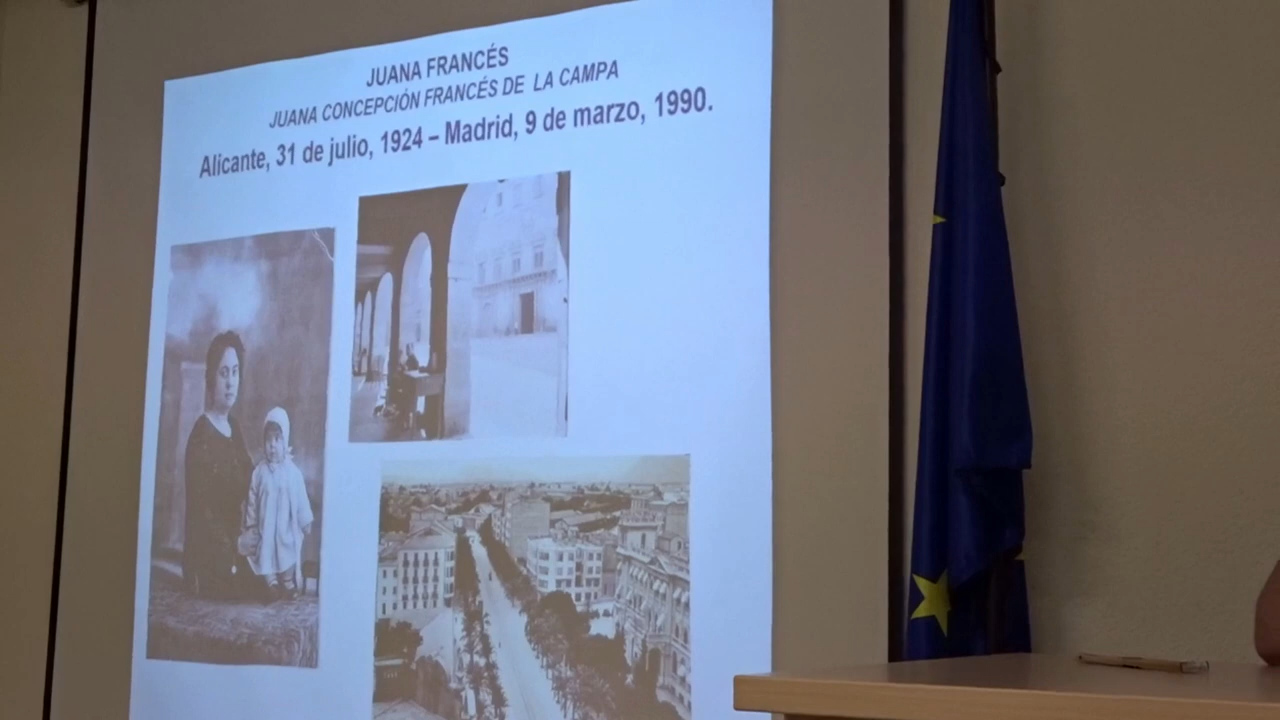 JUANA FRANCÉS
JUANA CONCEPCIÓN FRANCÉS DE LA CAMPA
Alicante, 31 de julio, 1924 – Madrid, 9 de marzo, 1990.